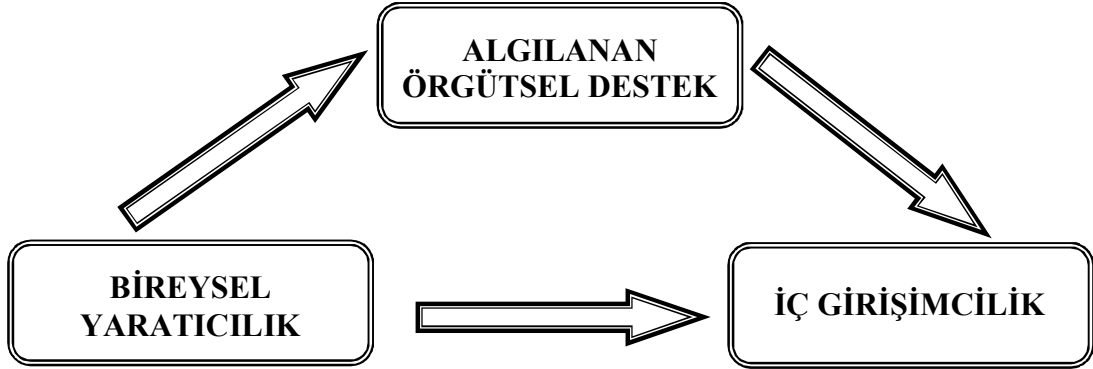 ALGILANAN
ÖRGÜTSEL DESTEK
BİREYSEL
YARATICILIK
İÇ GİRİŞİMCİLİK